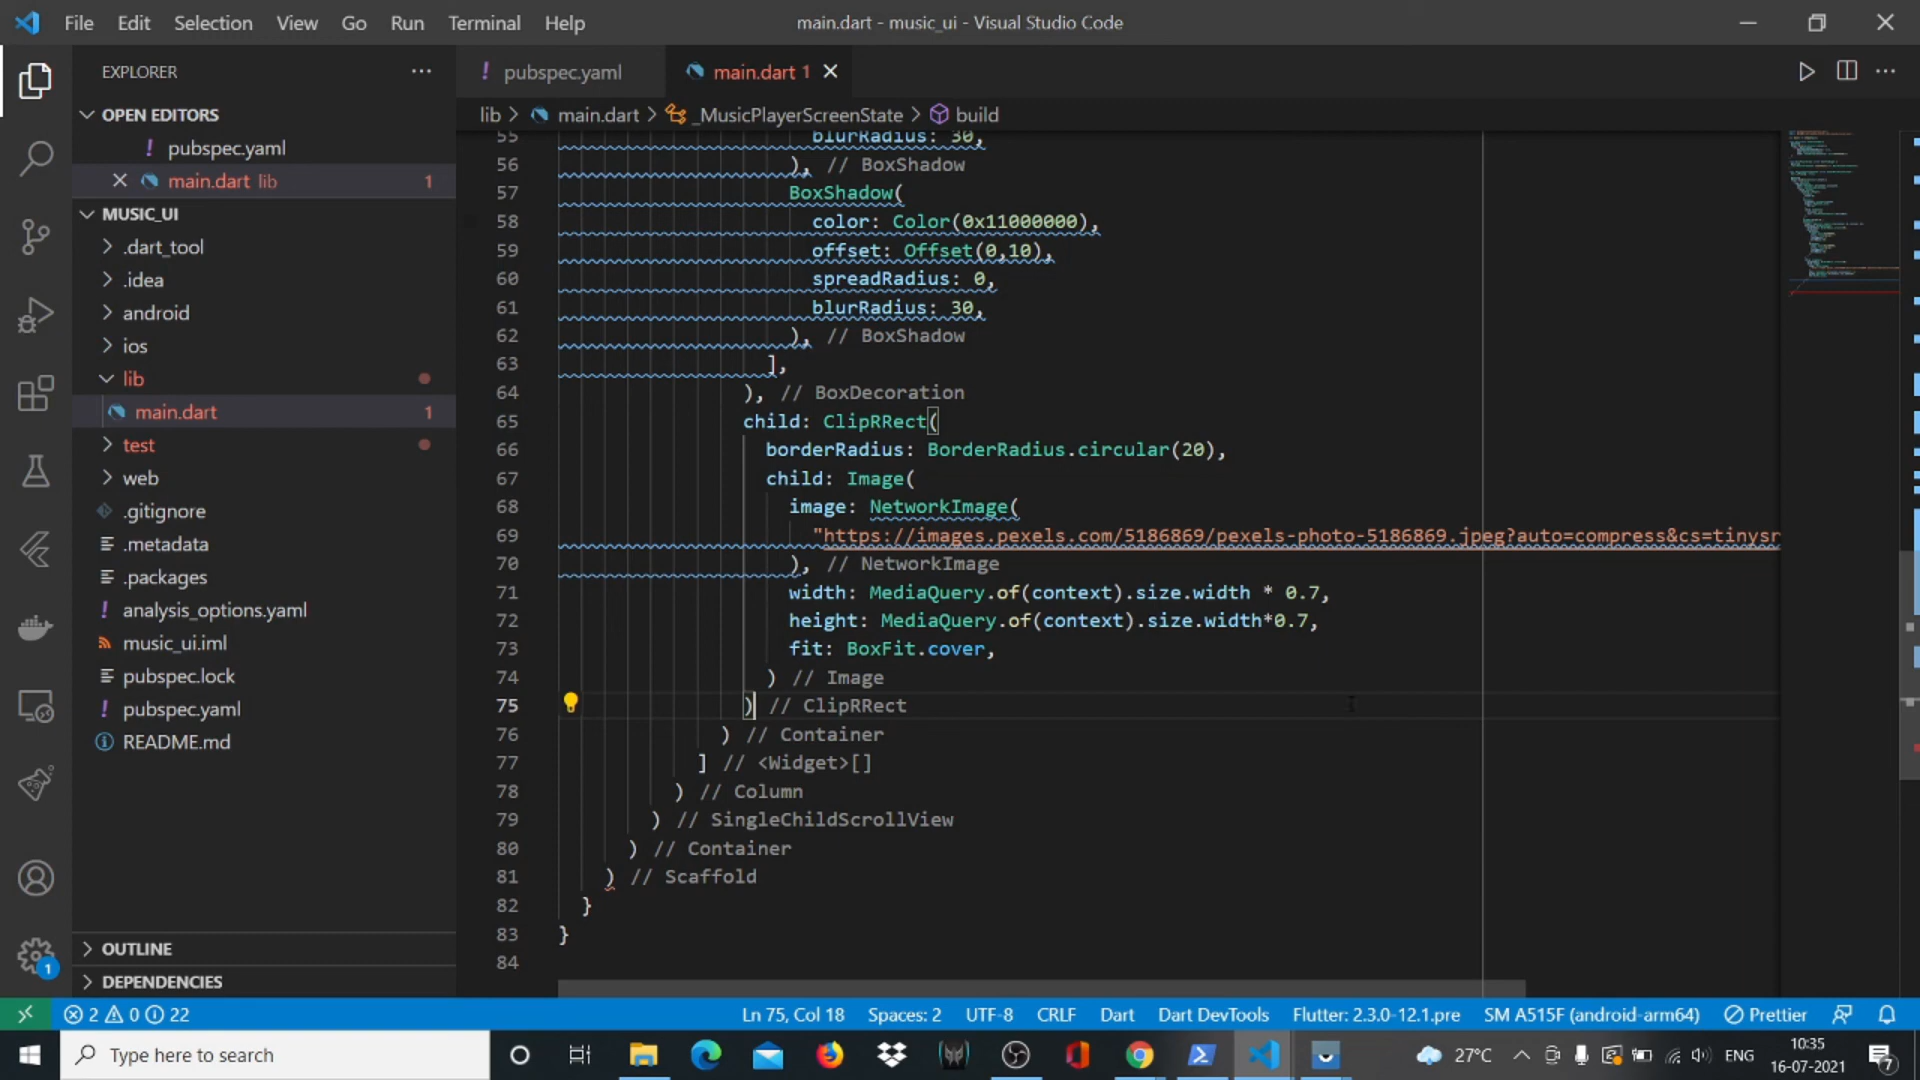 File Edit Selection View Go Run Terminal Help
main.dart - music_ui - Visual Studio Code
EXPLORER
OPEN EDITORS
! pubspec.yaml
main.dart lib 1
MUSIC_UI
.dart_tool
.idea
android
ios
lib
main.dart 1
test
web
.gitignore
.metadata
.packages
! analysis_options.yaml
music_ui.iml
pubspec.lock
! pubspec.yaml
README.md
OUTLINE
DEPENDENCIES
! pubspec.yaml
main.dart 1
lib > main.dart > _MusicPlayerScreenState > build
55 blurRadius: 30,
56 ), // BoxShadow
57 BoxShadow(
58 color: Color(0x11000000),
59 offset: Offset(0,10),
60 spreadRadius: 0,
61 blurRadius: 30,
62 ), // BoxShadow
63 ],
64 ), // BoxDecoration
65 child: ClipRRect(
66 borderRadius: BorderRadius.circular(20),
67 child: Image(
68 image: NetworkImage(
69 "https://images.pexels.com/5186869/pexels-photo-5186869.jpeg?auto=compress&cs=tinysr
70 ), // NetworkImage
71 width: MediaQuery.of(context).size.width * 0.7,
72 height: MediaQuery.of(context).size.width*0.7,
73 fit: BoxFit.cover,
74 ) // Image
75 ) // ClipRRect
76 ) // Container
77 ] // <Widget>[]
78 ) // Column
79 ) // SingleChildScrollView
80 ) // Container
81 ) // Scaffold
82 }
83 }
84
1
2 0 22
Ln 75, Col 18 Spaces: 2 UTF-8 CRLF Dart Dart DevTools Flutter: 2.3.0-12.1.pre SM A515F (android-arm64) Prettier
Type here to search
27°C ENG
10:35
16-07-2021
7